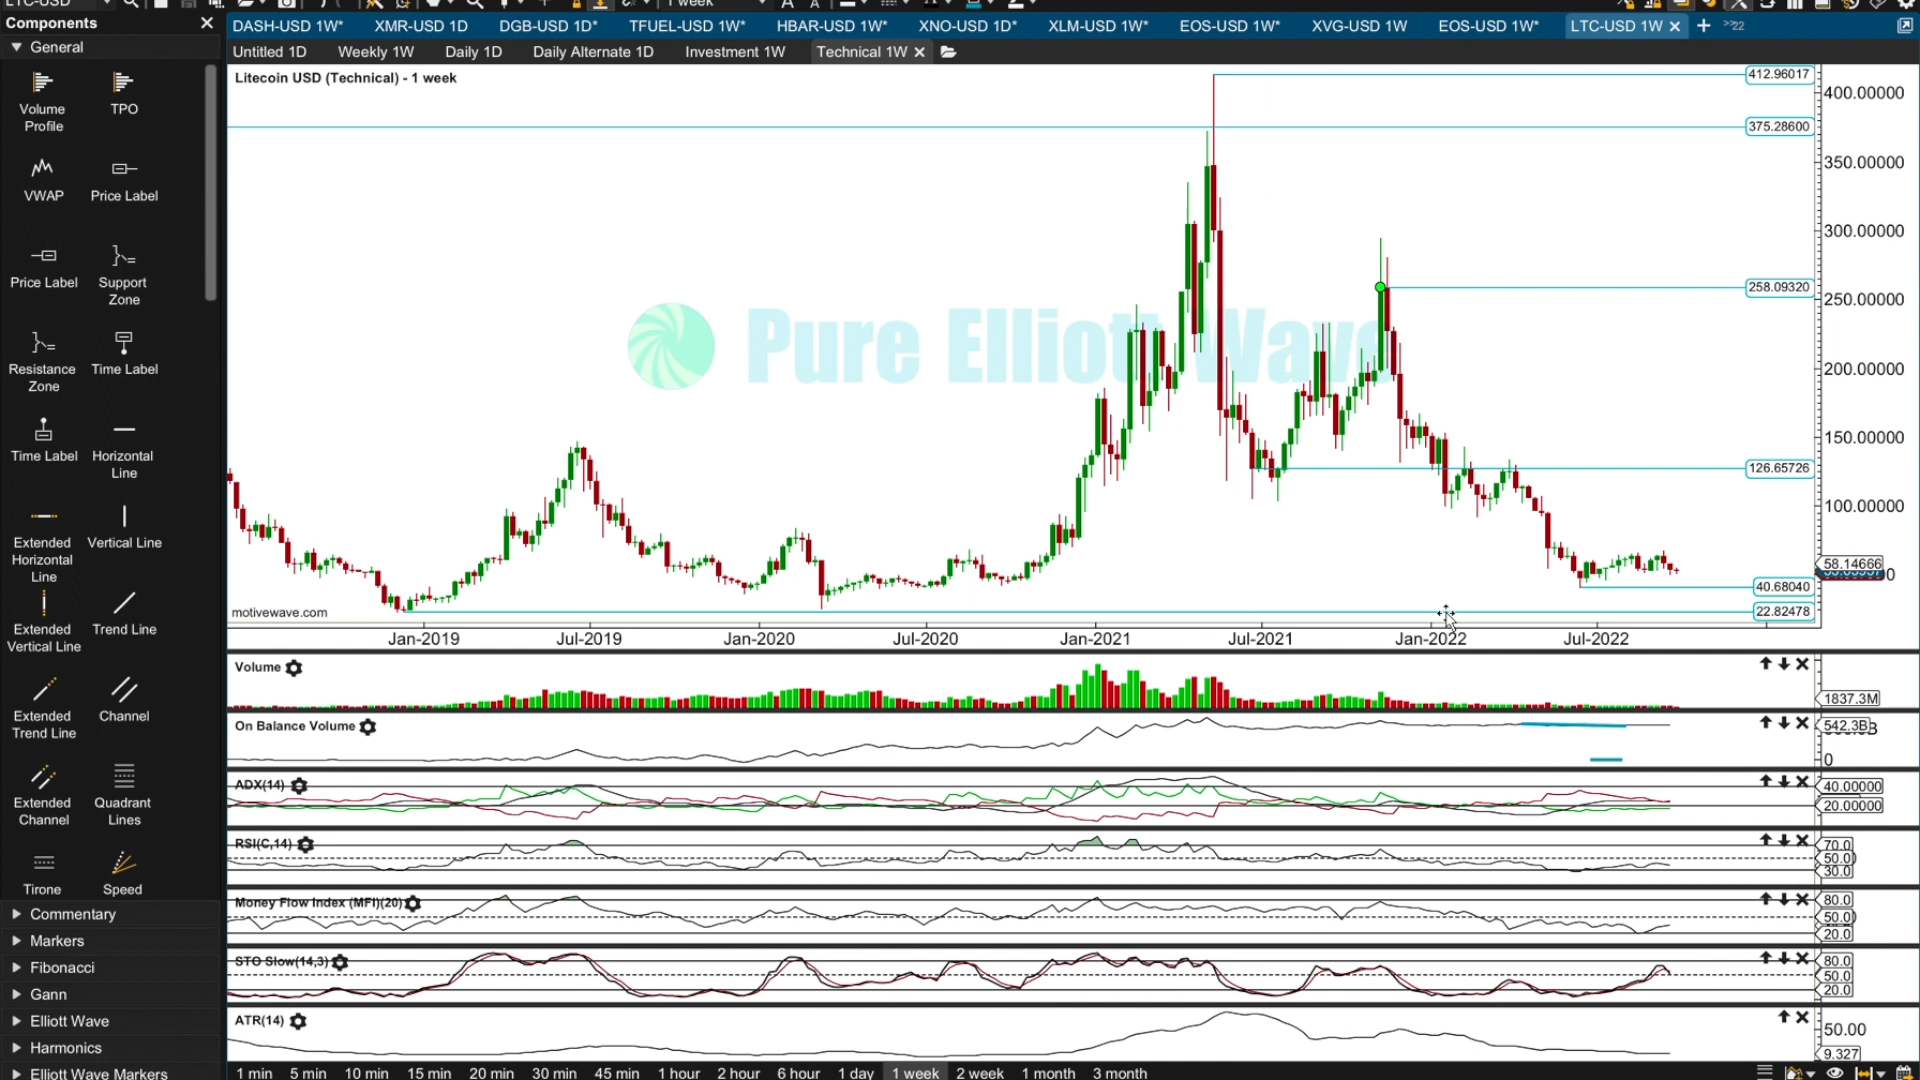 LTC-USD
1 week
Components
General
DASH-USD 1W*
XMR-USD 1D
DGB-USD 1D*
TFUEL-USD 1W*
HBAR-USD 1W*
XNO-USD 1D*
XLM-USD 1W*
EOS-USD 1W*
XVG-USD 1W
EOS-USD 1W*
LTC-USD 1W
22
Untitled 1D
Weekly 1W
Daily 1D
Daily Alternate 1D
Investment 1W
Technical 1W
Litecoin USD (Technical) - 1 week
Volume Profile
TPO
VWAP
Price Label
Price Label
Support Zone
Resistance Zone
Time Label
Time Label
Horizontal Line
Extended Horizontal Line
Vertical Line
Extended Vertical Line
Trend Line
Extended Trend Line
Channel
Extended Channel
Quadrant Lines
Tirone
Speed
Commentary
Markers
Fibonacci
Gann
Elliott Wave
Harmonics
Elliott Wave Markers
Pure Elliott Wave
412.96017
400.00000
375.28600
350.00000
300.00000
258.09320
250.00000
200.00000
150.00000
126.65726
100.00000
58.14666
40.68040
22.82478
motivewave.com
Jan-2019
Jul-2019
Jan-2020
Jul-2020
Jan-2021
Jul-2021
Jan-2022
Jul-2022
Volume
1837.3M
On Balance Volume
542.3B
0
ADX(14)
40.00000
20.00000
RSI(C,14)
70.0
50.0
30.0
Money Flow Index (MFI)(20)
80.0
50.0
20.0
STO Slow(14,3)
80.0
50.0
20.0
ATR(14)
50.00
9.327
1 min
5 min
10 min
15 min
20 min
30 min
45 min
1 hour
2 hour
6 hour
1 day
1 week
2 week
1 month
3 month